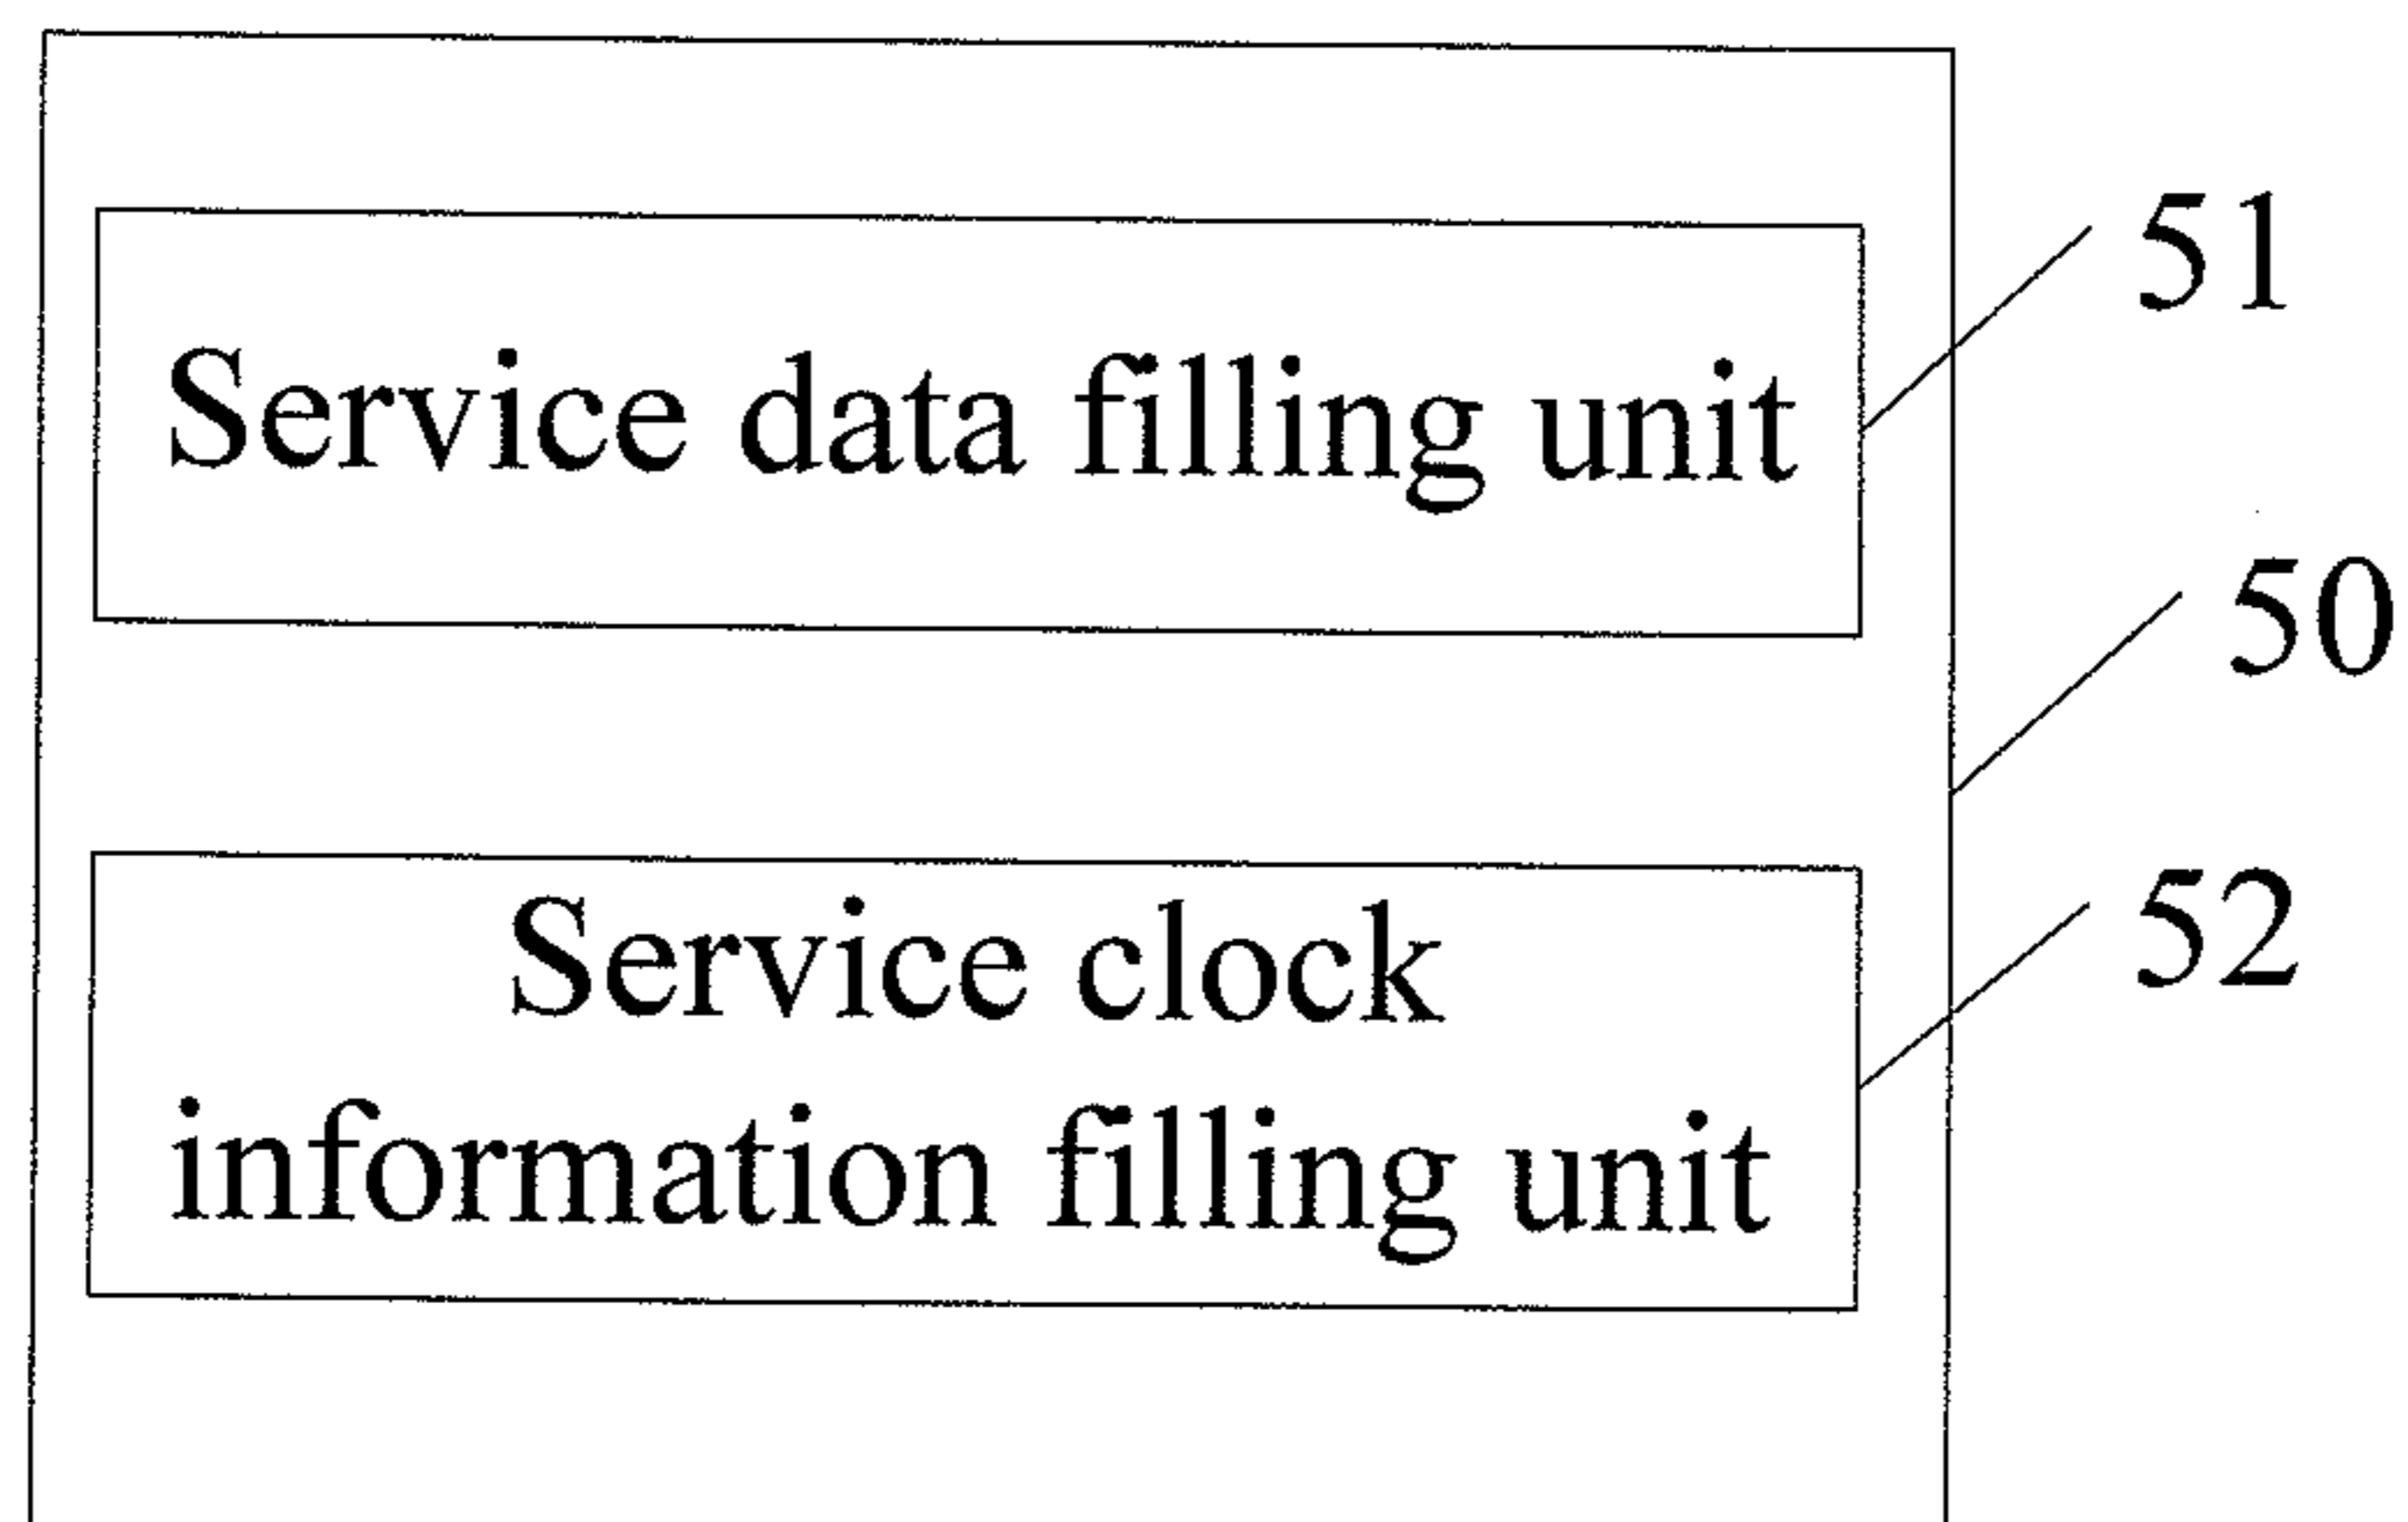 51
Service data filling unit
50
52
Service clock
information filling unit